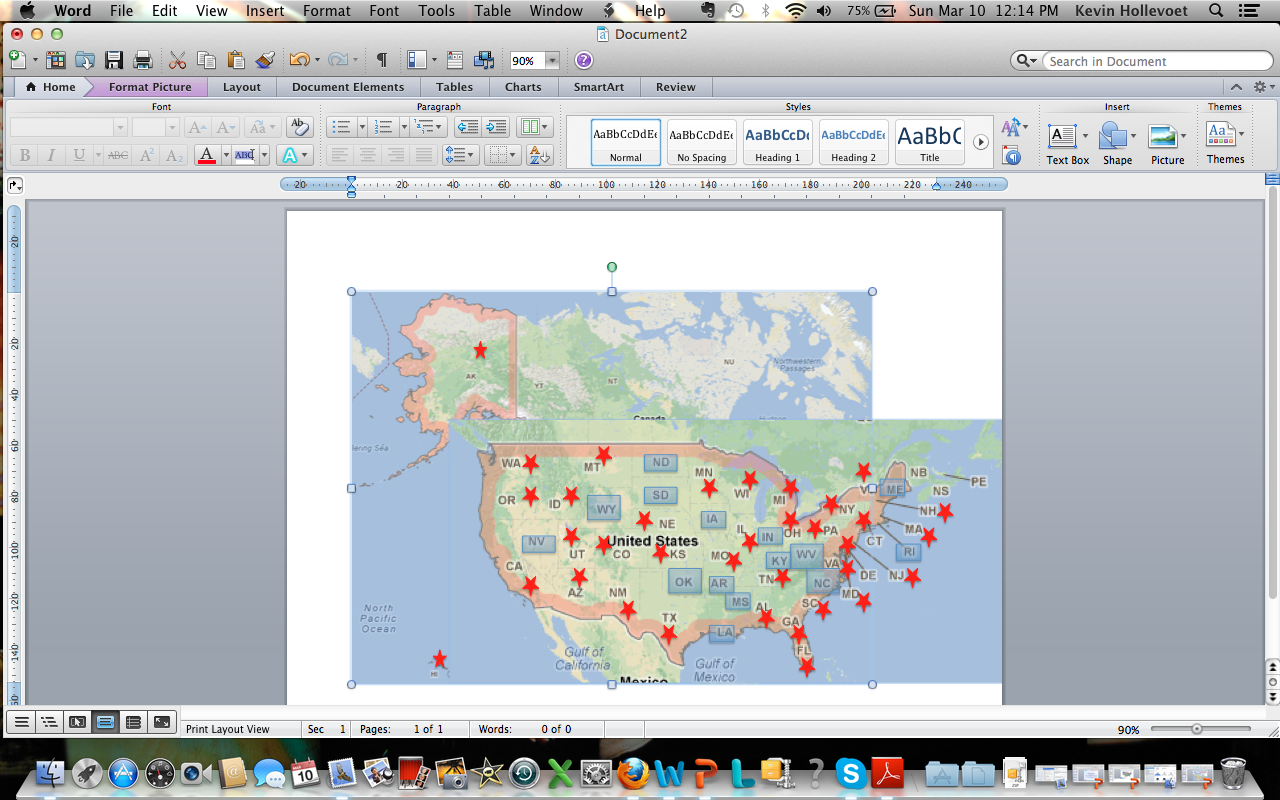 Word File Edit View Insert Format Font Tools Table Window Help 75% Sun Mar 10 12:14 PM Kevin Hollevoet
Document2
90% Search in Document
Home Format Picture Layout Document Elements Tables Charts SmartArt Review
Font Paragraph Styles Insert Themes
AaBbCcDdEe AaBbCcDdEe AaBbCcDc AaBbCcDdEe AaBbC
Normal No Spacing Heading 1 Heading 2 Title
Text Box Shape Picture Themes
B I U ABC A² A₂ A ABC A
20 20 40 60 80 100 120 140 160 180 200 220 240
Northwestern
Passages
NU
AK YT NT
Canada Hudson
ering Sea
WA MT ND MN NB PE
OR ID WY SD WI MI ME NS
NE IA NY NH
NV IL IN OH PA MA
United States
UT CO KS MO WV CT RI
CA KY VA DE NJ
AZ NM OK AR TN NC MD
MS AL SC
TX LA GA
FL
North
Pacific
Ocean
Gulf of
California
Gulf of
Mexico
Mexico
HI
Print Layout View Sec 1 Pages: 1 of 1 Words: 0 of 0 90%
10